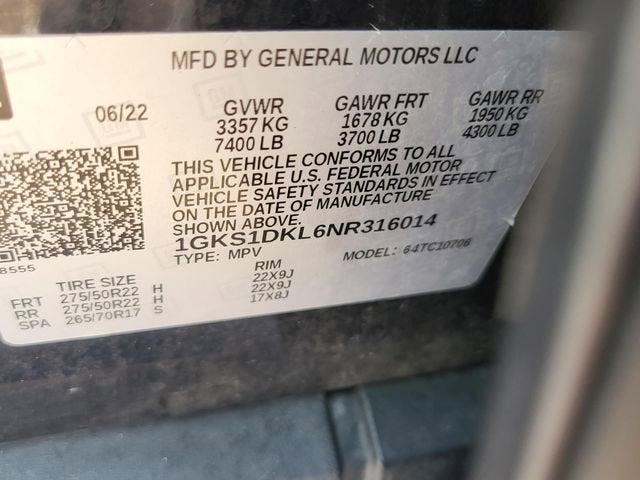 MFD BY GENERAL MOTORS LLC
06/22 GVWR GAWR FRT GAWR RR
3357 KG 1678 KG 1950 KG
7400 LB 3700 LB 4300 LB
THIS VEHICLE CONFORMS TO ALL
APPLICABLE U.S. FEDERAL MOTOR
VEHICLE SAFETY STANDARDS IN EFFECT
ON THE DATE OF MANUFACTURE
SHOWN ABOVE.
1GKS1DKL6NR316014
TYPE: MPV MODEL: 64TC10706
8555
TIRE SIZE RIM
FRT 275/50R22 H 22X9J
RR 275/50R22 H 22X9J
SPA 265/70R17 S 17X8J